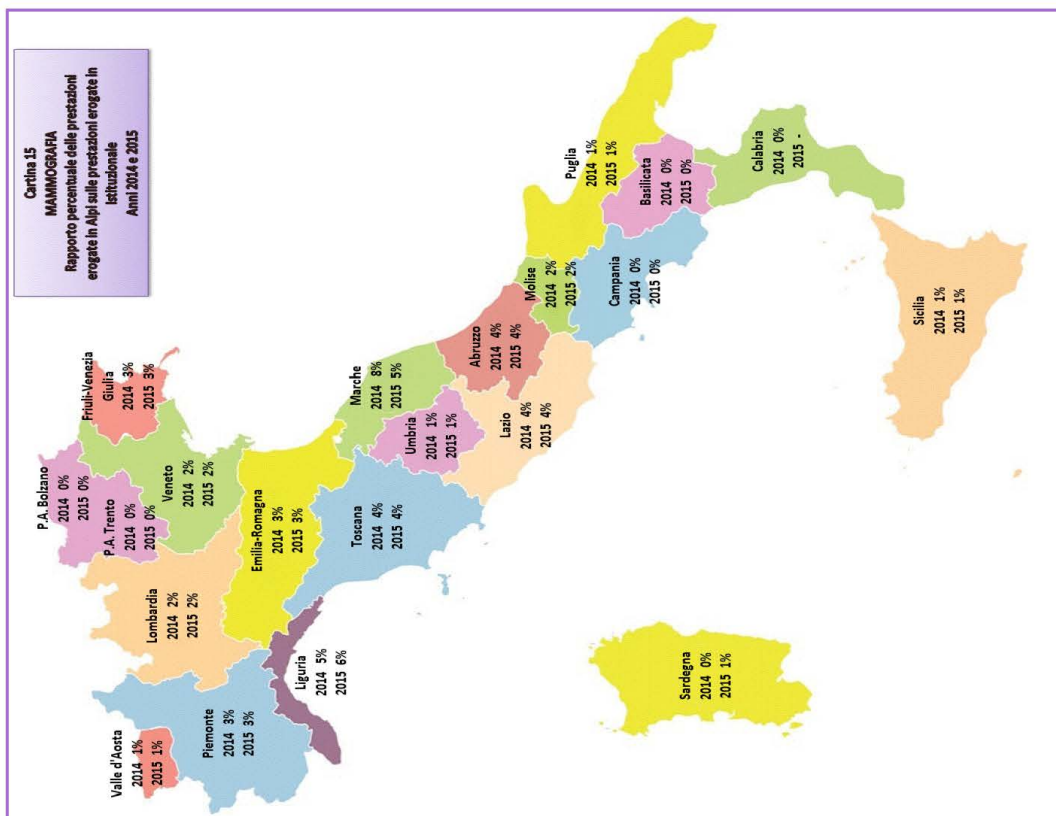 Cartina 15
MAMMOGRAFIA
Rapporto percentuale delle prestazioni
erogate in Alpi sulle prestazioni erogate in
Istituzionale
Anni 2014 e 2015
P.A. Bolzano
2014 0%
2015 0%
P.A. Trento
2014 0%
2015 0%
Friuli-Venezia
Giulia
2014 3%
2015 3%
Veneto
2014 2%
2015 2%
Lombardia
2014 2%
2015 2%
Valle d'Aosta
2014 1%
2015 1%
Piemonte
2014 3%
2015 3%
Liguria
2014 5%
2015 6%
Emilia-Romagna
2014 3%
2015 3%
Toscana
2014 4%
2015 4%
Marche
2014 8%
2015 5%
Umbria
2014 1%
2015 1%
Lazio
2014 4%
2015 4%
Abruzzo
2014 4%
2015 4%
Molise
2014 2%
2015 2%
Campania
2014 0%
2015 0%
Puglia
2014 1%
2015 1%
Basilicata
2014 0%
2015 0%
Calabria
2014 0%
2015 -
Sicilia
2014 1%
2015 1%
Sardegna
2014 0%
2015 1%